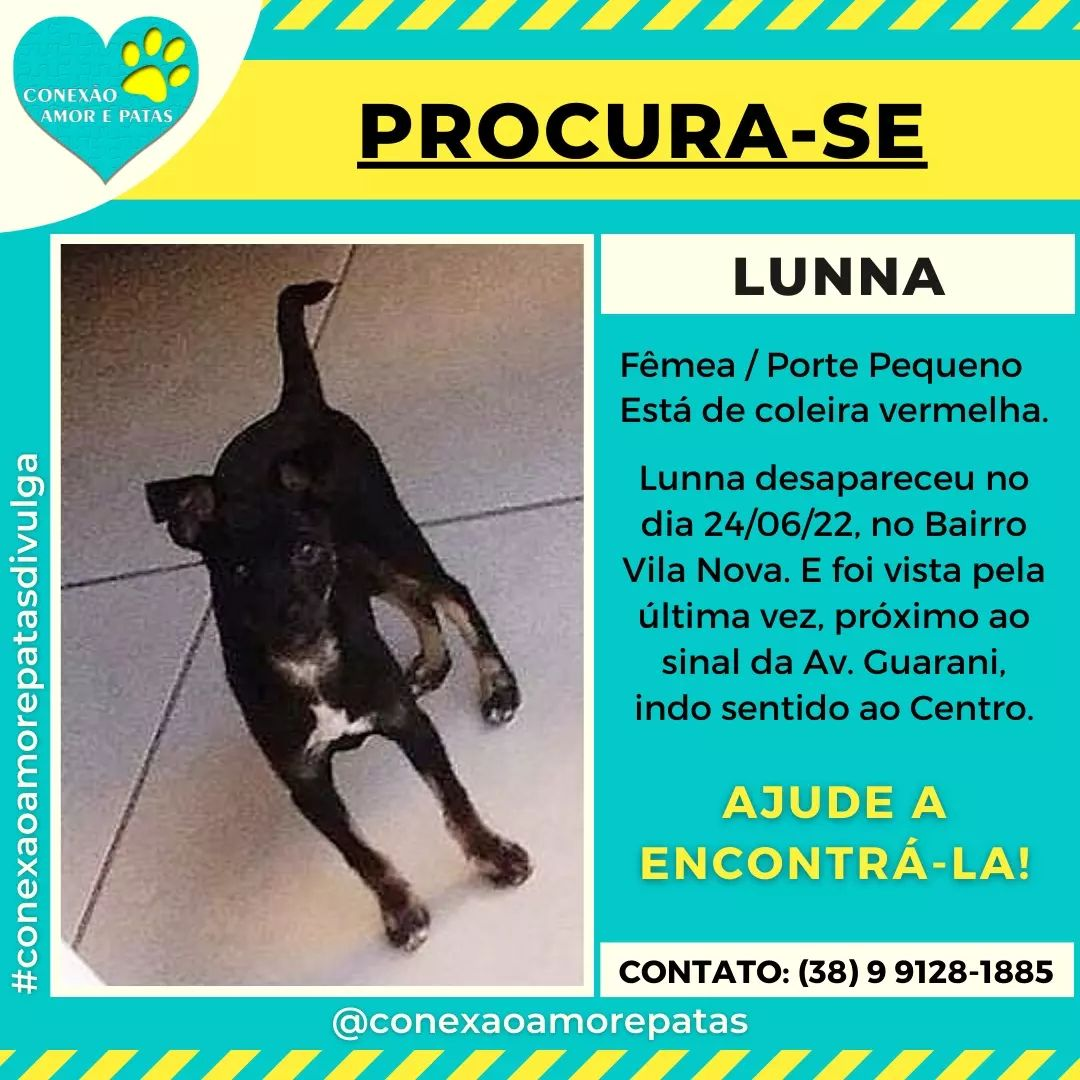 CONEXÃO
AMOR E PATAS
PROCURA-SE
LUNNA
Fêmea / Porte Pequeno
Está de coleira vermelha.
Lunna desapareceu no
dia 24/06/22, no Bairro
Vila Nova. E foi vista pela
última vez, próximo ao
sinal da Av. Guarani,
indo sentido ao Centro.
AJUDE A
ENCONTRÁ-LA!
CONTATO: (38) 9 9128-1885
#conexaoamorepatasdivulga
@conexaoamorepatas